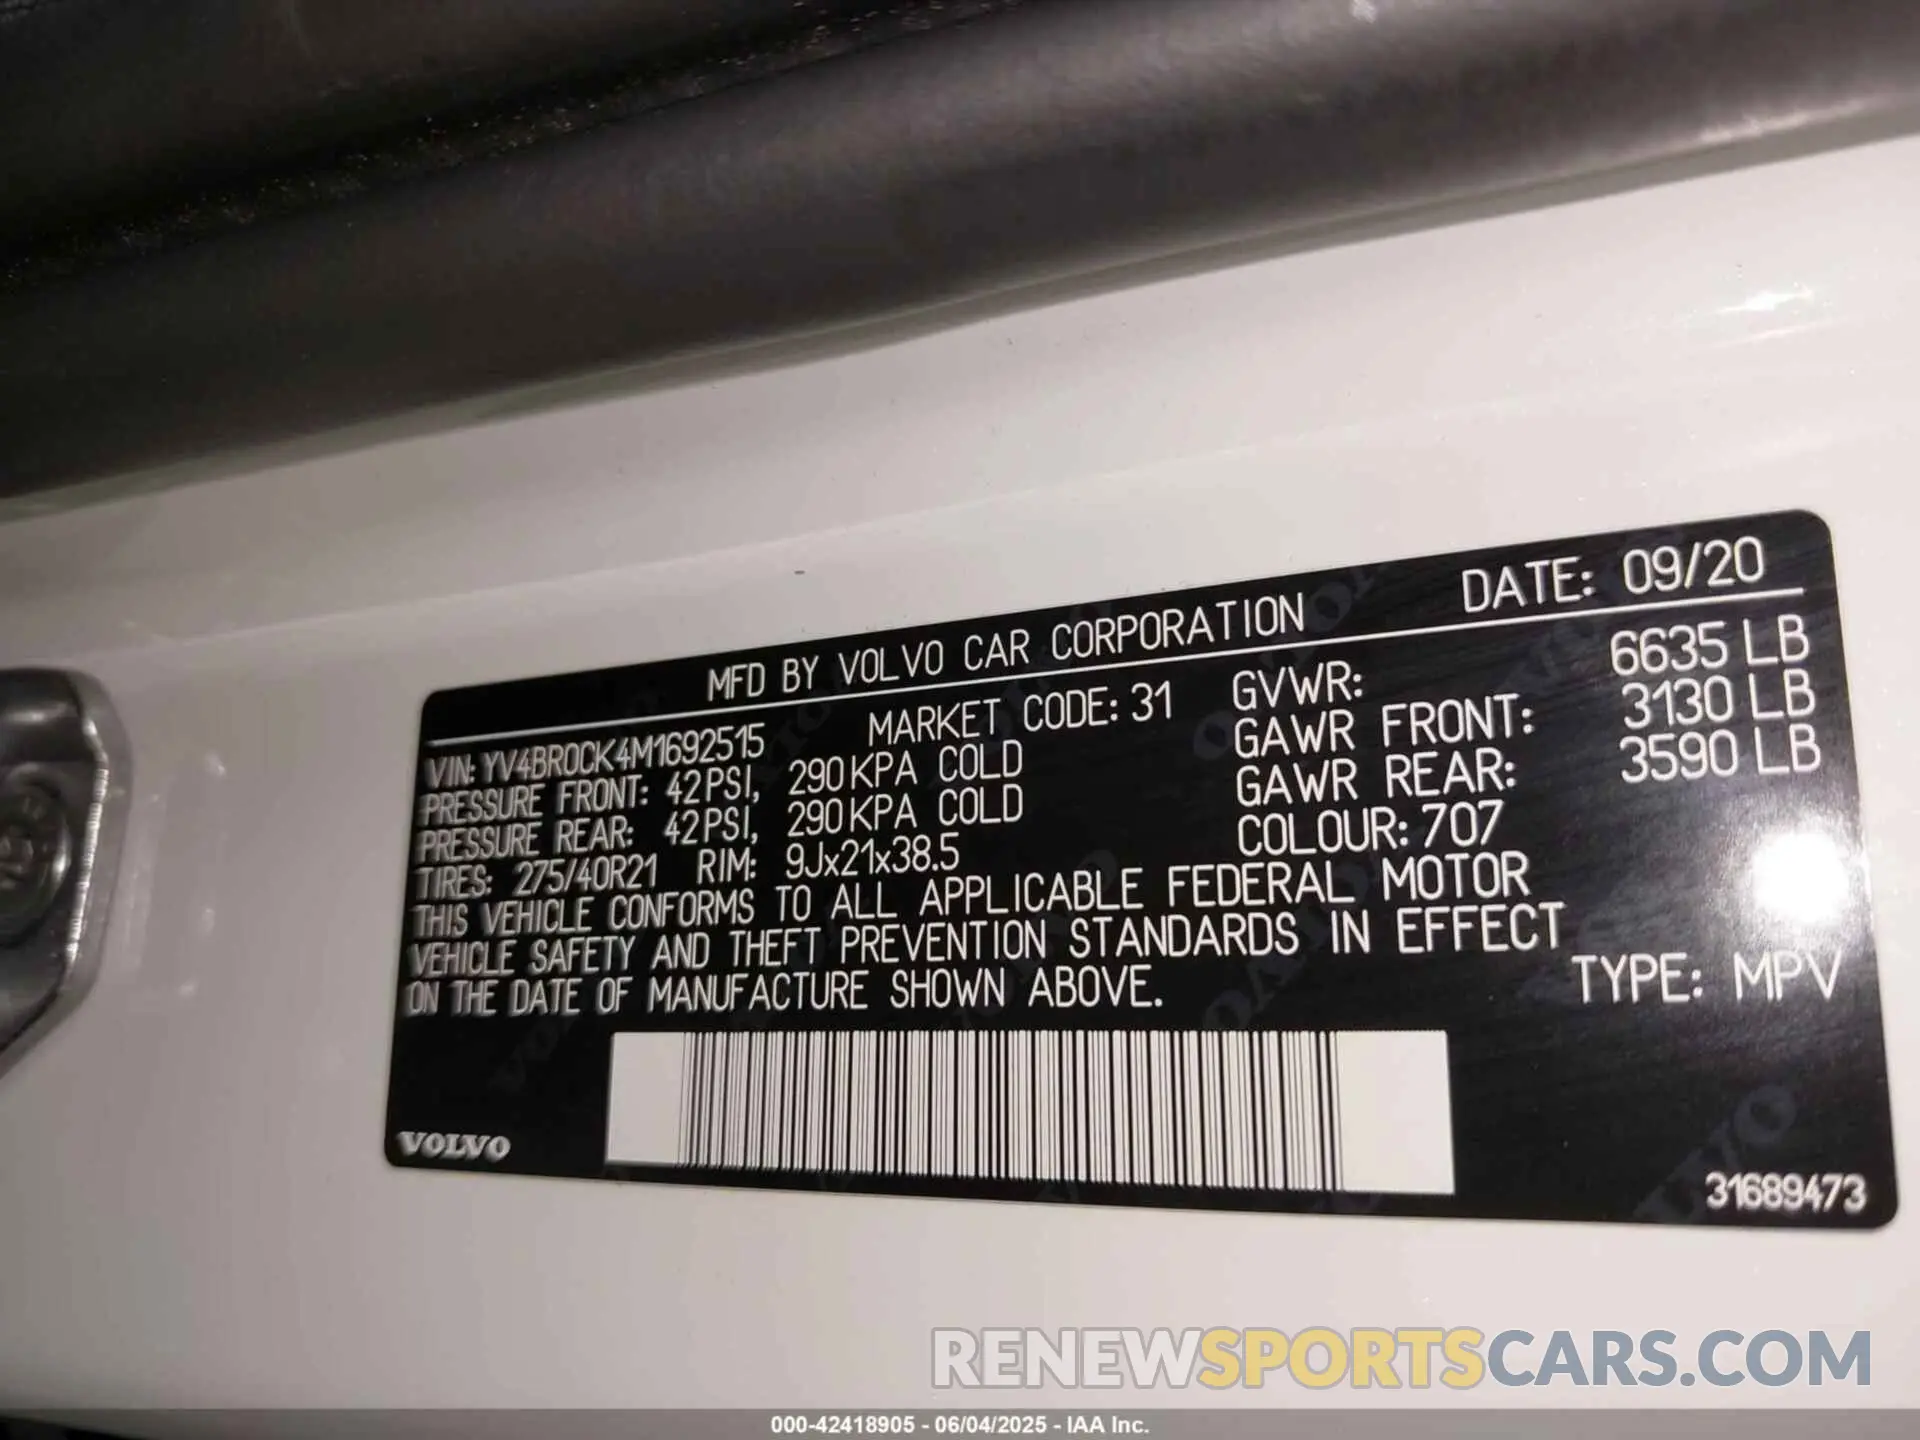 MFD BY VOLVO CAR CORPORATION DATE: 09/20
VIN: YV4BR0CK4M1692515 MARKET CODE: 31 GVWR: 6635 LB
PRESSURE FRONT: 42PSI, 290KPA COLD GAWR FRONT: 3130 LB
PRESSURE REAR: 42PSI, 290KPA COLD GAWR REAR: 3590 LB
TIRES: 275/40R21 RIM: 9Jx21x38.5 COLOUR: 707
THIS VEHICLE CONFORMS TO ALL APPLICABLE FEDERAL MOTOR
VEHICLE SAFETY AND THEFT PREVENTION STANDARDS IN EFFECT
ON THE DATE OF MANUFACTURE SHOWN ABOVE. TYPE: MPV
VOLVO
31689473
RENEWSPORTSCARS.COM
000-42418905 - 06/04/2025 - IAA Inc.